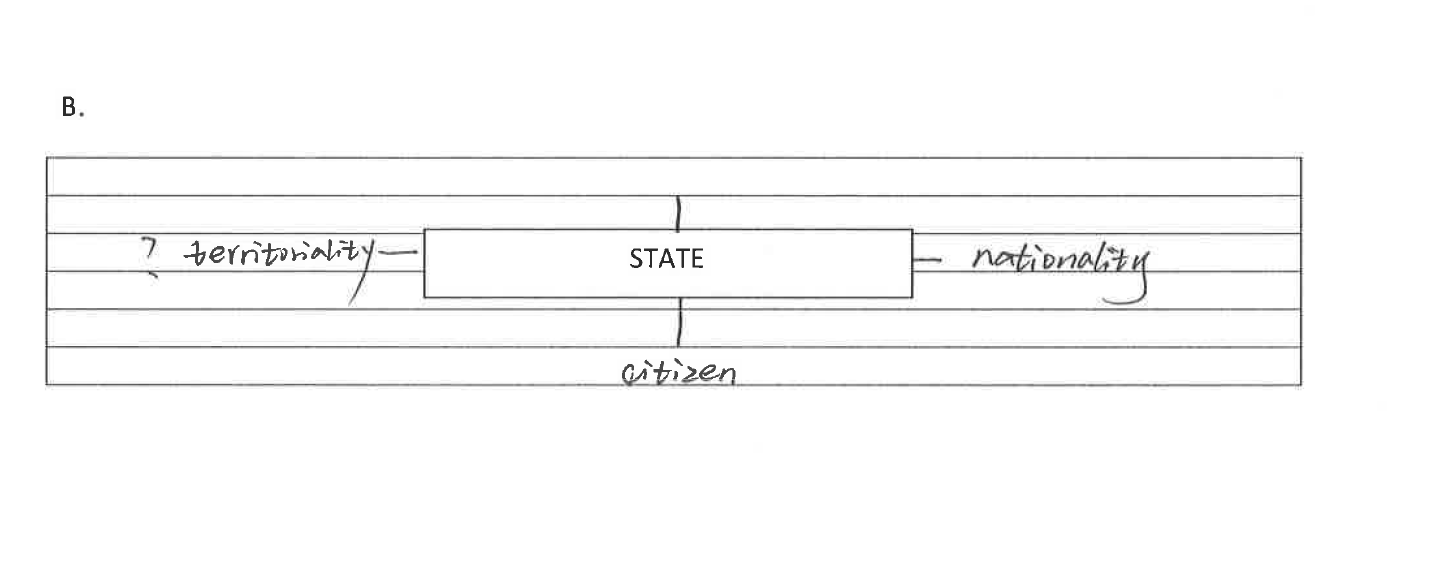 B.
? territoriality — STATE — nationality
citizen